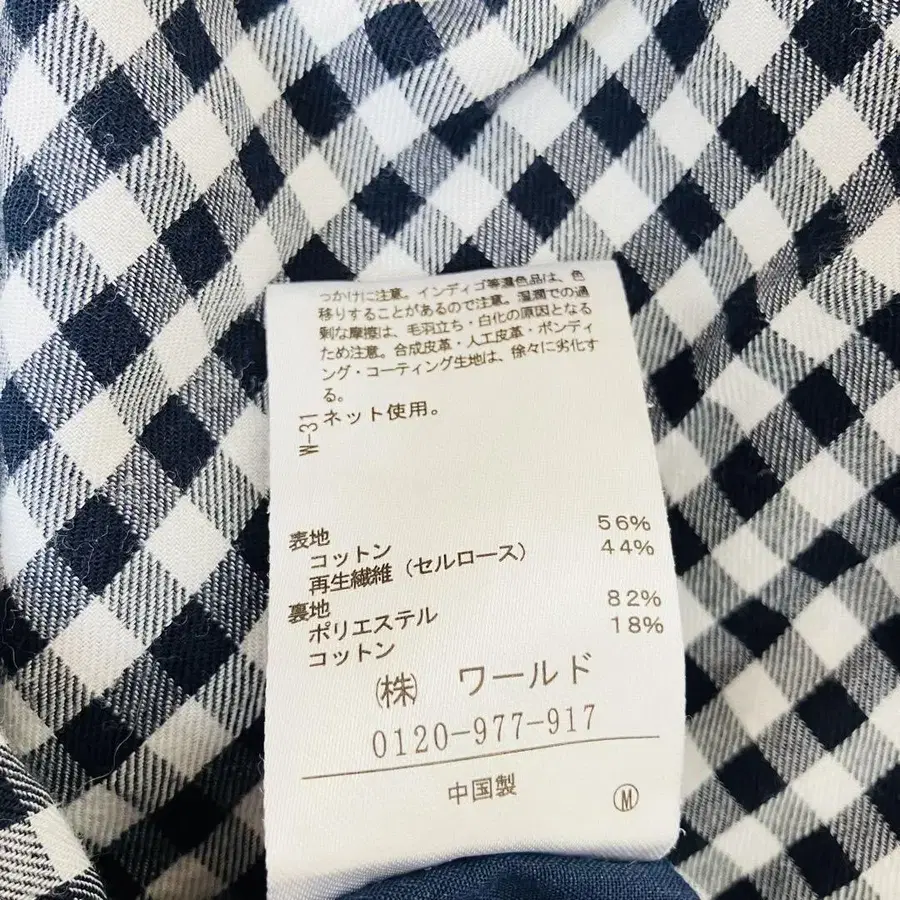 っかけに注意。インディゴ等濃色品は、色
移りすることがあるので注意。湿潤での過
剰な摩擦は、毛羽立ち・白化の原因となる
ため注意。合成皮革・人工皮革・ボンディ
ング・コーティング生地は、徐々に劣化す
る。
ネット使用。
W-31
表地
コットン 56%
再生繊維(セルロース) 44%
裏地
ポリエステル 82%
コットン 18%
㈱ ワールド
0120-977-917
中国製
Ⓜ